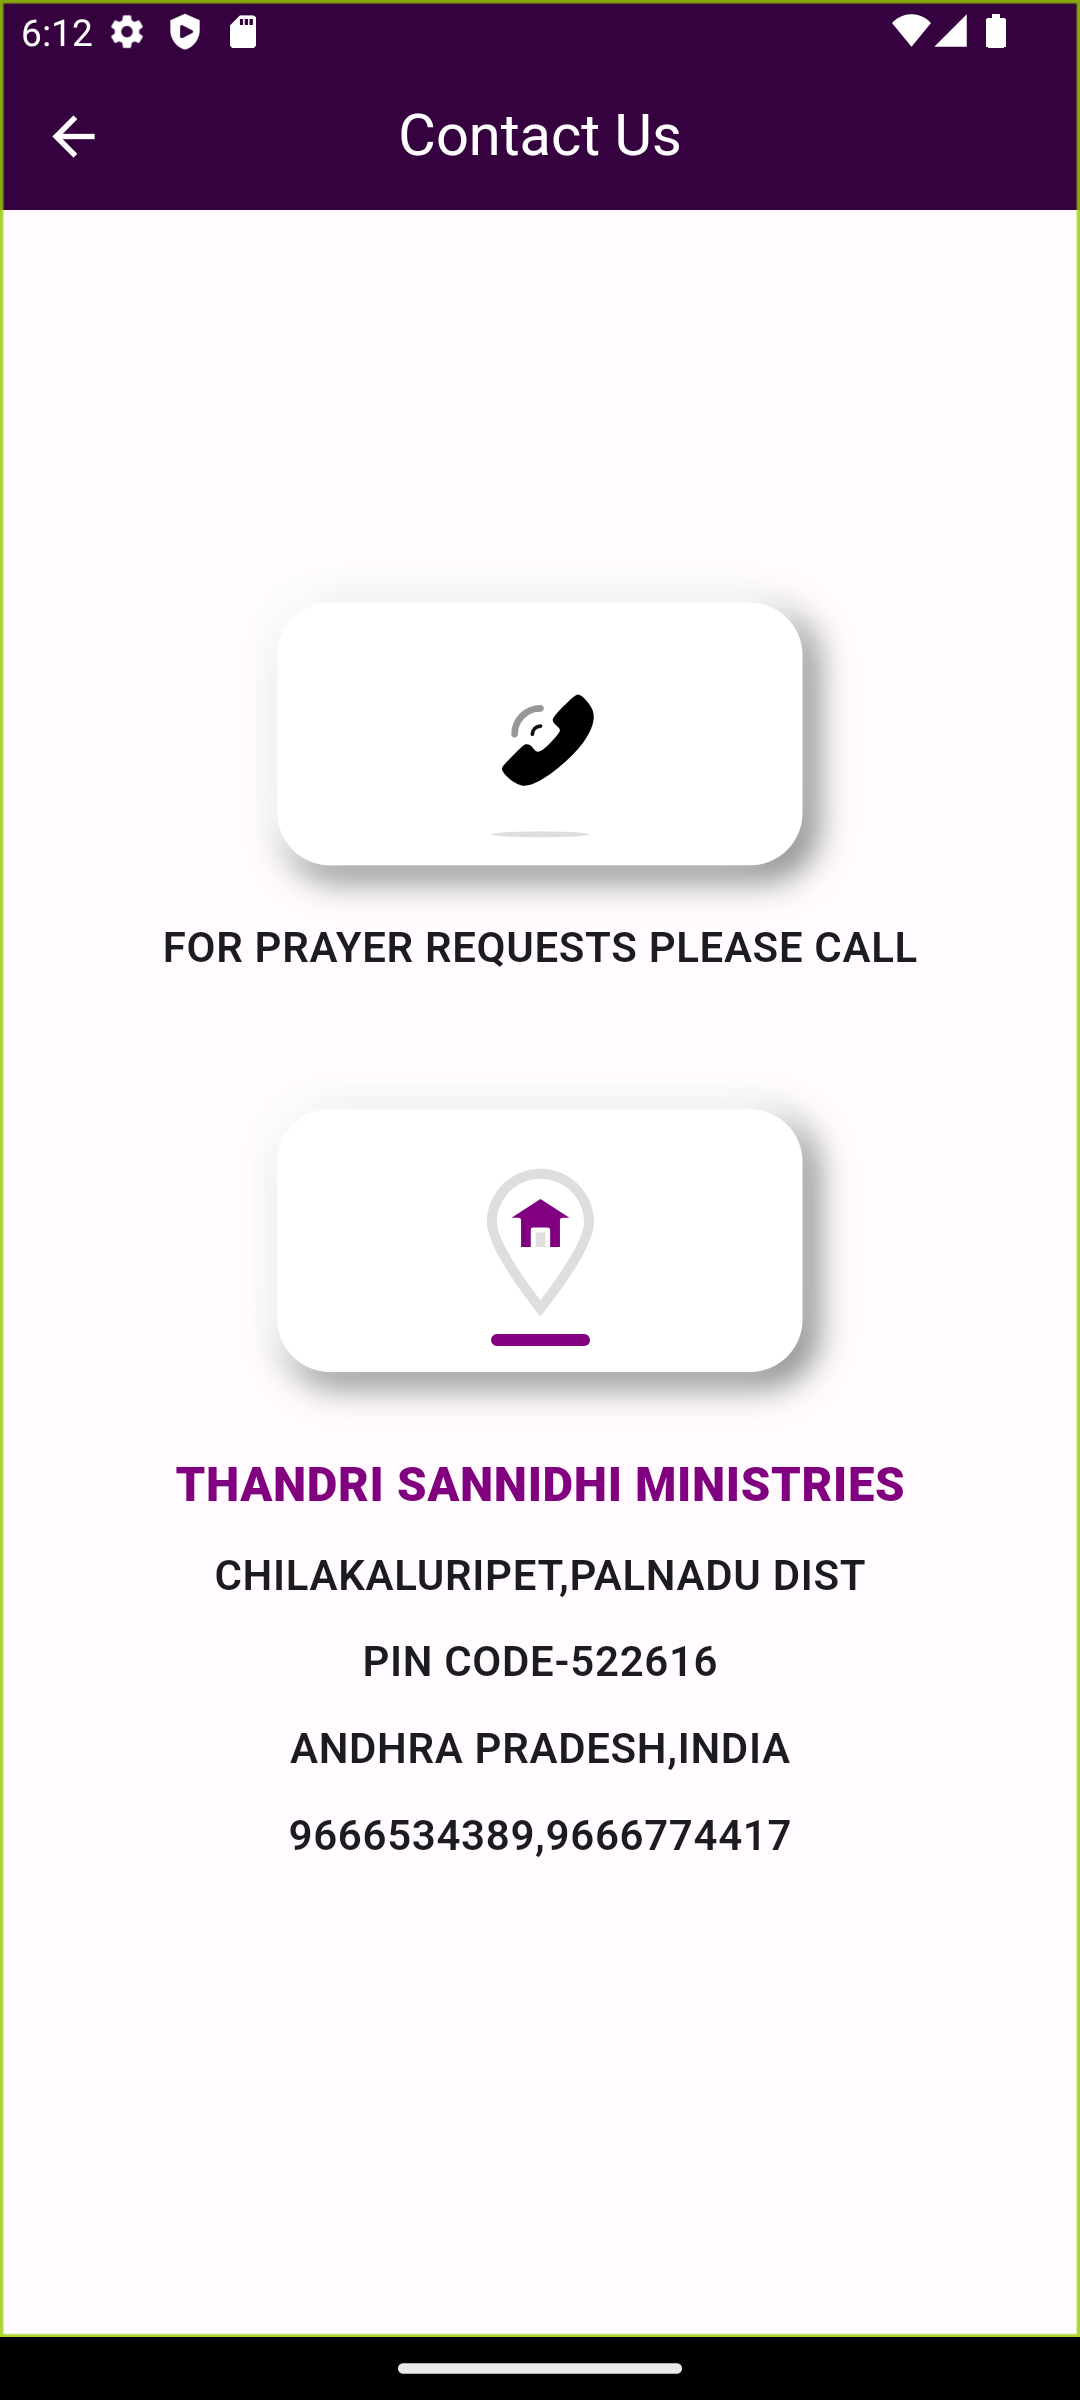 6:12
Contact Us
FOR PRAYER REQUESTS PLEASE CALL
THANDRI SANNIDHI MINISTRIES
CHILAKALURIPET,PALNADU DIST
PIN CODE-522616
ANDHRA PRADESH,INDIA
9666534389,9666774417